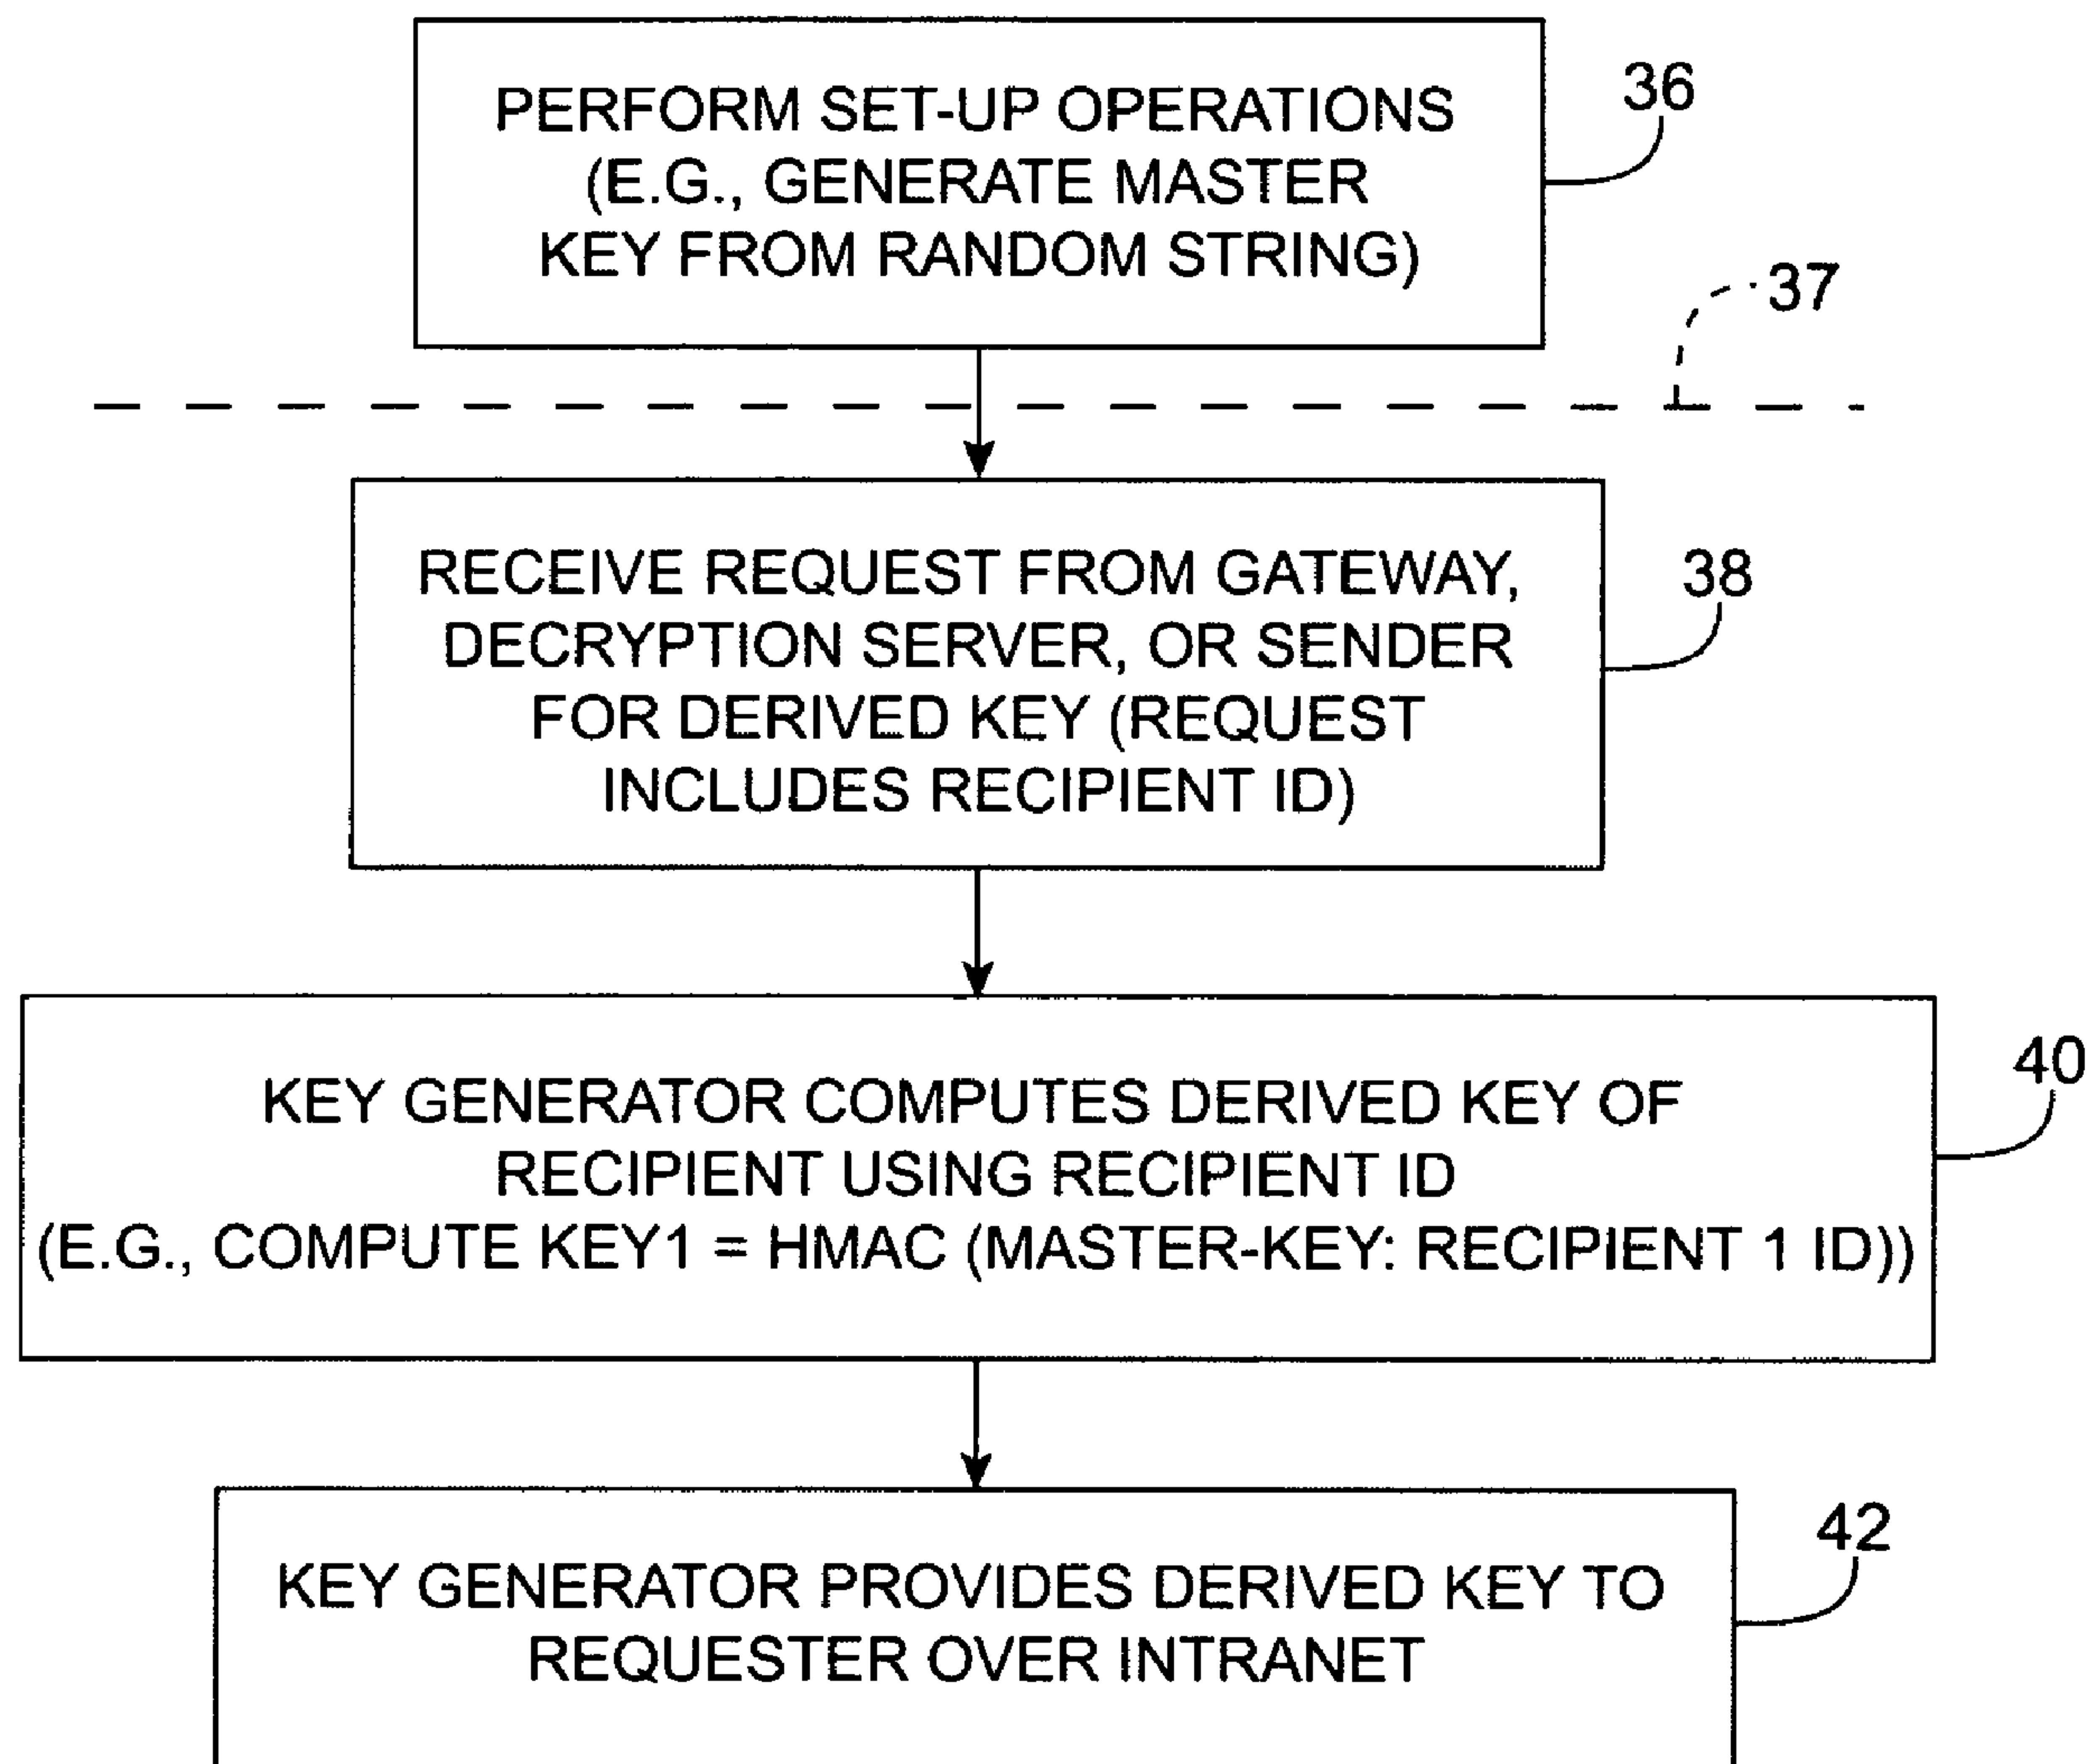 PERFORM SET-UP OPERATIONS
(E.G., GENERATE MASTER
KEY FROM RANDOM STRING)
36
37
RECEIVE REQUEST FROM GATEWAY,
DECRYPTION SERVER, OR SENDER
FOR DERIVED KEY (REQUEST
INCLUDES RECIPIENT ID)
38
KEY GENERATOR COMPUTES DERIVED KEY OF
RECIPIENT USING RECIPIENT ID
(E.G., COMPUTE KEY1 = HMAC (MASTER-KEY: RECIPIENT 1 ID))
40
KEY GENERATOR PROVIDES DERIVED KEY TO
REQUESTER OVER INTRANET
42